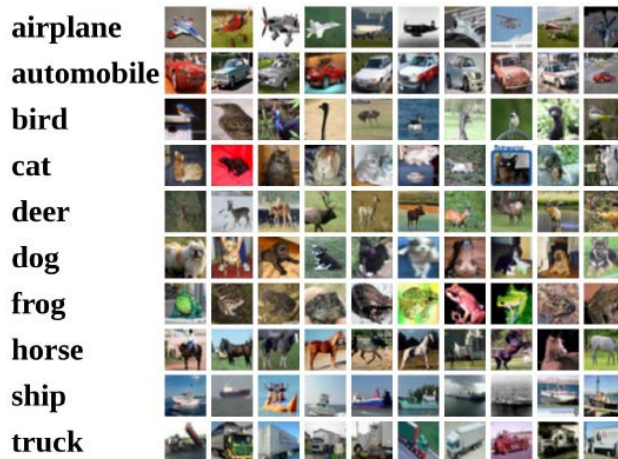 airplane
automobile
bird
cat
deer
dog
frog
horse
ship
truck